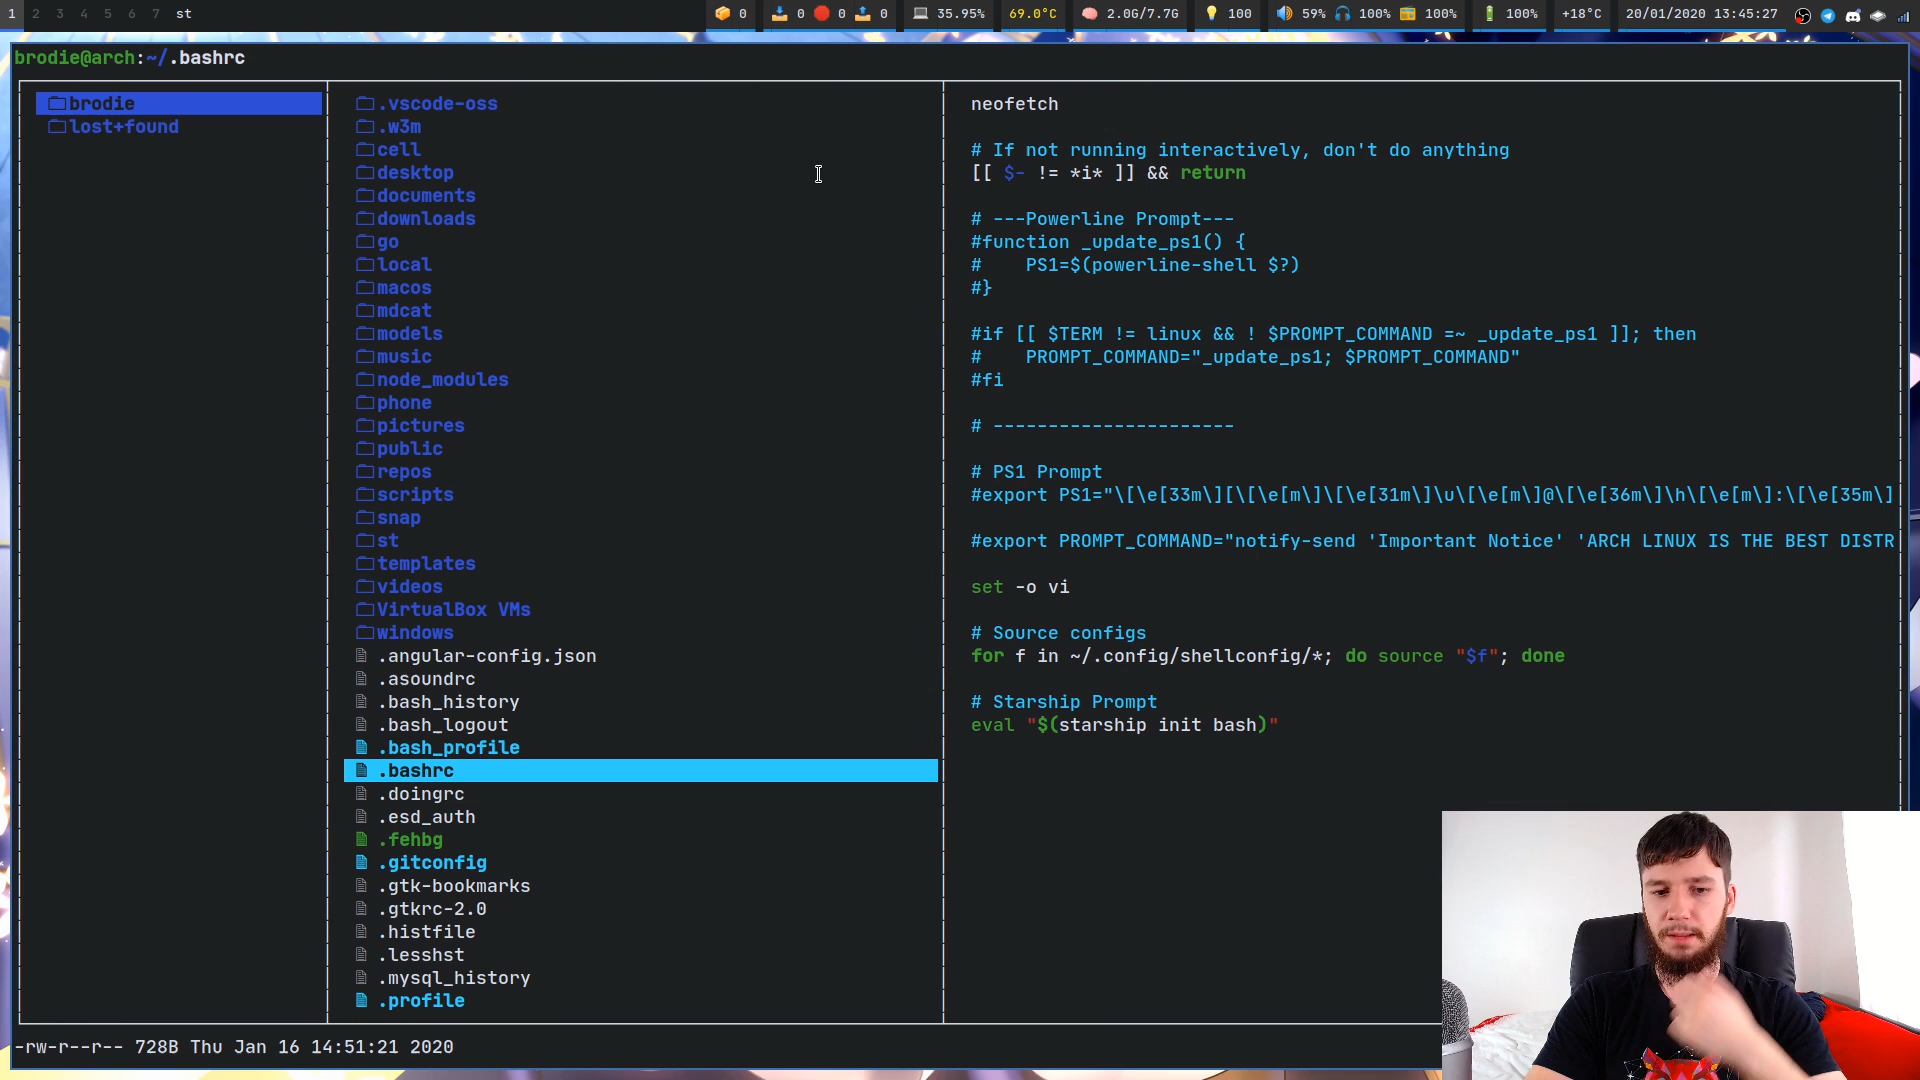 1 2 3 4 5 6 7 st 0 0 0 0 35.95% 69.0°C 2.0G/7.7G 100 59% 100% 100% 100% +18°C 20/01/2020 13:45:27
brodie@arch:~/.bashrc
brodie
lost+found
.vscode-oss
.w3m
cell
desktop
documents
downloads
go
local
macos
mdcat
models
music
node_modules
phone
pictures
public
repos
scripts
snap
st
templates
videos
VirtualBox VMs
windows
.angular-config.json
.asoundrc
.bash_history
.bash_logout
.bash_profile
.bashrc
.doingrc
.esd_auth
.fehbg
.gitconfig
.gtk-bookmarks
.gtkrc-2.0
.histfile
.lesshst
.mysql_history
.profile
neofetch
# If not running interactively, don't do anything
[[ $- != *i* ]] && return
# ---Powerline Prompt---
#function _update_ps1() {
#    PS1=$(powerline-shell $?)
#}
#if [[ $TERM != linux && ! $PROMPT_COMMAND =~ _update_ps1 ]]; then
#    PROMPT_COMMAND="_update_ps1; $PROMPT_COMMAND"
#fi
# ----------------------
# PS1 Prompt
#export PS1="\[\e[33m\][\[\e[m\]\[\e[31m\]\u\[\e[m\]@\[\e[36m\]\h\[\e[m\]:\[\e[35m\]
#export PROMPT_COMMAND="notify-send 'Important Notice' 'ARCH LINUX IS THE BEST DISTR
set -o vi
# Source configs
for f in ~/.config/shellconfig/*; do source "$f"; done
# Starship Prompt
eval "$(starship init bash)"
-rw-r--r-- 728B Thu Jan 16 14:51:21 2020